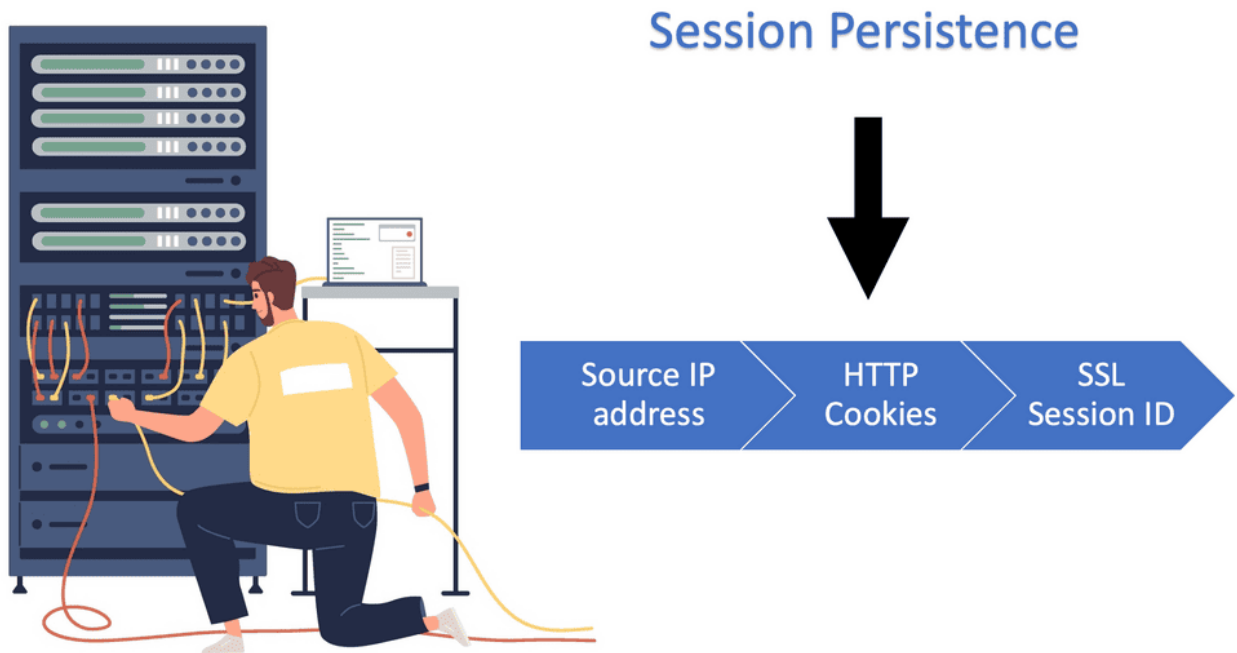 Session Persistence
Source IP
address
HTTP
Cookies
SSL
Session ID